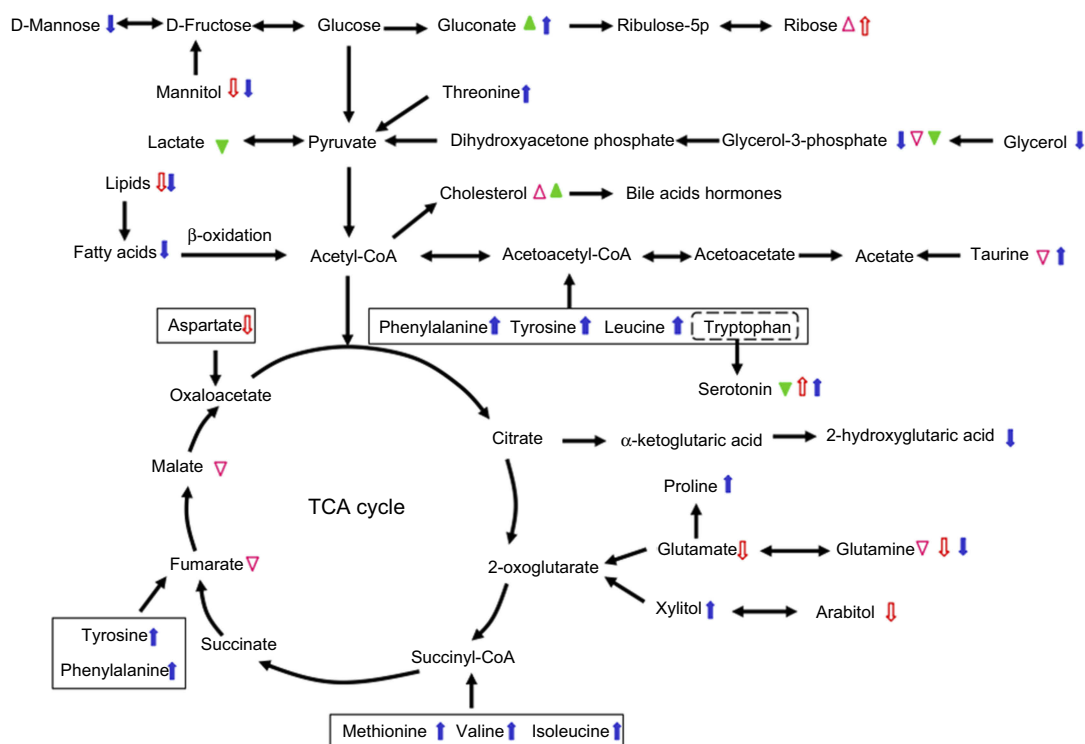 D-Mannose D-Fructose Glucose Gluconate Ribulose-5p Ribose
Mannitol
Threonine
Lactate Pyruvate Dihydroxyacetone phosphate Glycerol-3-phosphate Glycerol
Lipids
Cholesterol Bile acids hormones
β-oxidation
Fatty acids Acetyl-CoA Acetoacetyl-CoA Acetoacetate Acetate Taurine
Aspartate
Phenylalanine Tyrosine Leucine Tryptophan
Oxaloacetate
Serotonin
Citrate α-ketoglutaric acid 2-hydroxyglutaric acid
Malate
Proline
TCA cycle
Fumarate
2-oxoglutarate
Glutamate Glutamine
Xylitol Arabitol
Tyrosine
Phenylalanine
Succinate
Succinyl-CoA
Methionine Valine Isoleucine